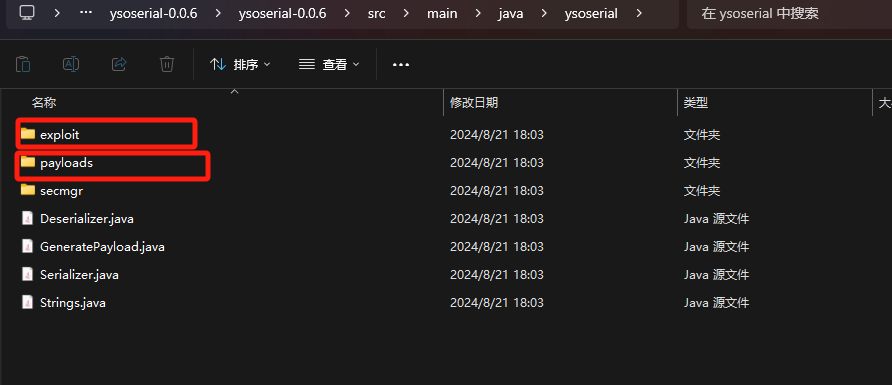 ··· ysoserial-0.0.6 > ysoserial-0.0.6 > src > main > java > ysoserial > 在 ysoserial 中搜索
排序 查看 ···
名称 修改日期 类型 大
exploit 2024/8/21 18:03 文件夹
payloads 2024/8/21 18:03 文件夹
secmgr 2024/8/21 18:03 文件夹
Deserializer.java 2024/8/21 18:03 Java 源文件
GeneratePayload.java 2024/8/21 18:03 Java 源文件
Serializer.java 2024/8/21 18:03 Java 源文件
Strings.java 2024/8/21 18:03 Java 源文件